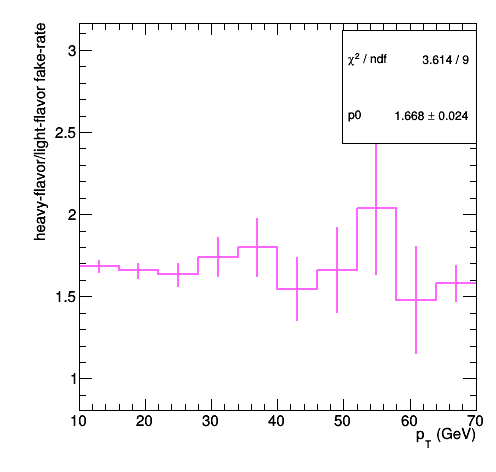 heavy-flavor/light-flavor fake-rate
χ² / ndf 3.614 / 9
p0 1.668 ± 0.024
3
2.5
2
1.5
1
10 20 30 40 50 60 70
p_T (GeV)